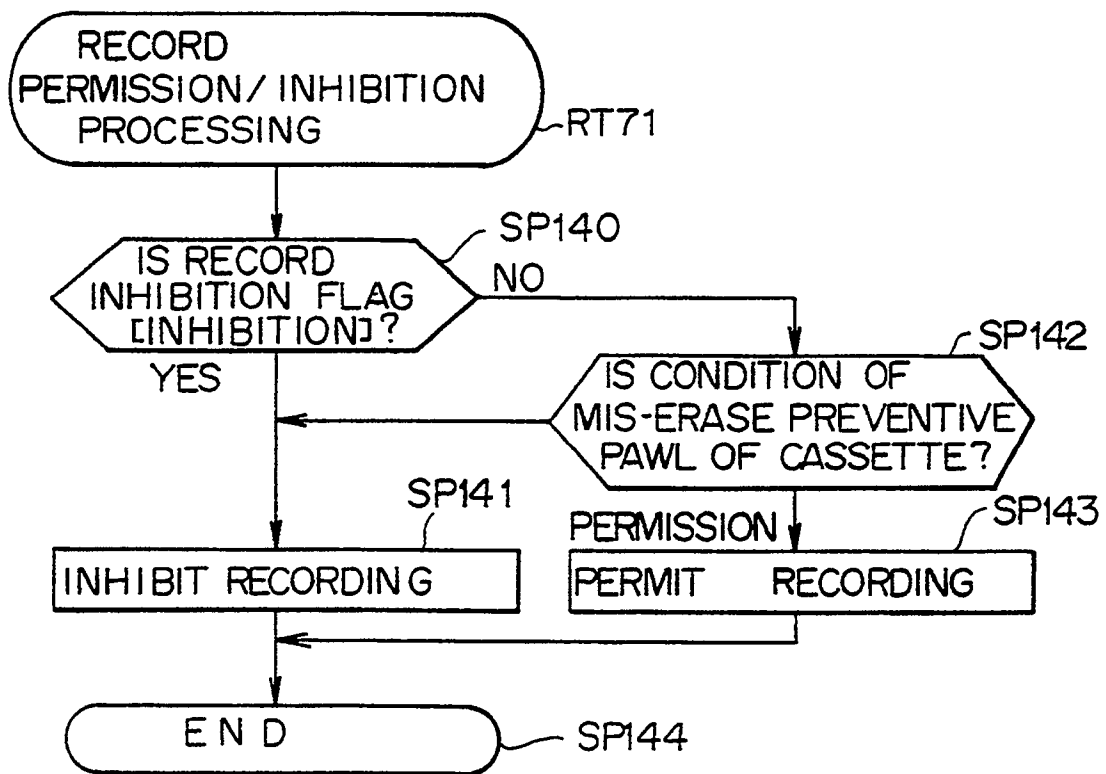 RECORD
PERMISSION/INHIBITION
PROCESSING
RT71
SP140
IS RECORD
INHIBITION FLAG
[INHIBITION]?
NO
YES
SP142
IS CONDITION OF
MIS-ERASE PREVENTIVE
PAWL OF CASSETTE?
SP141
INHIBIT RECORDING
PERMISSION
SP143
PERMIT RECORDING
END
SP144